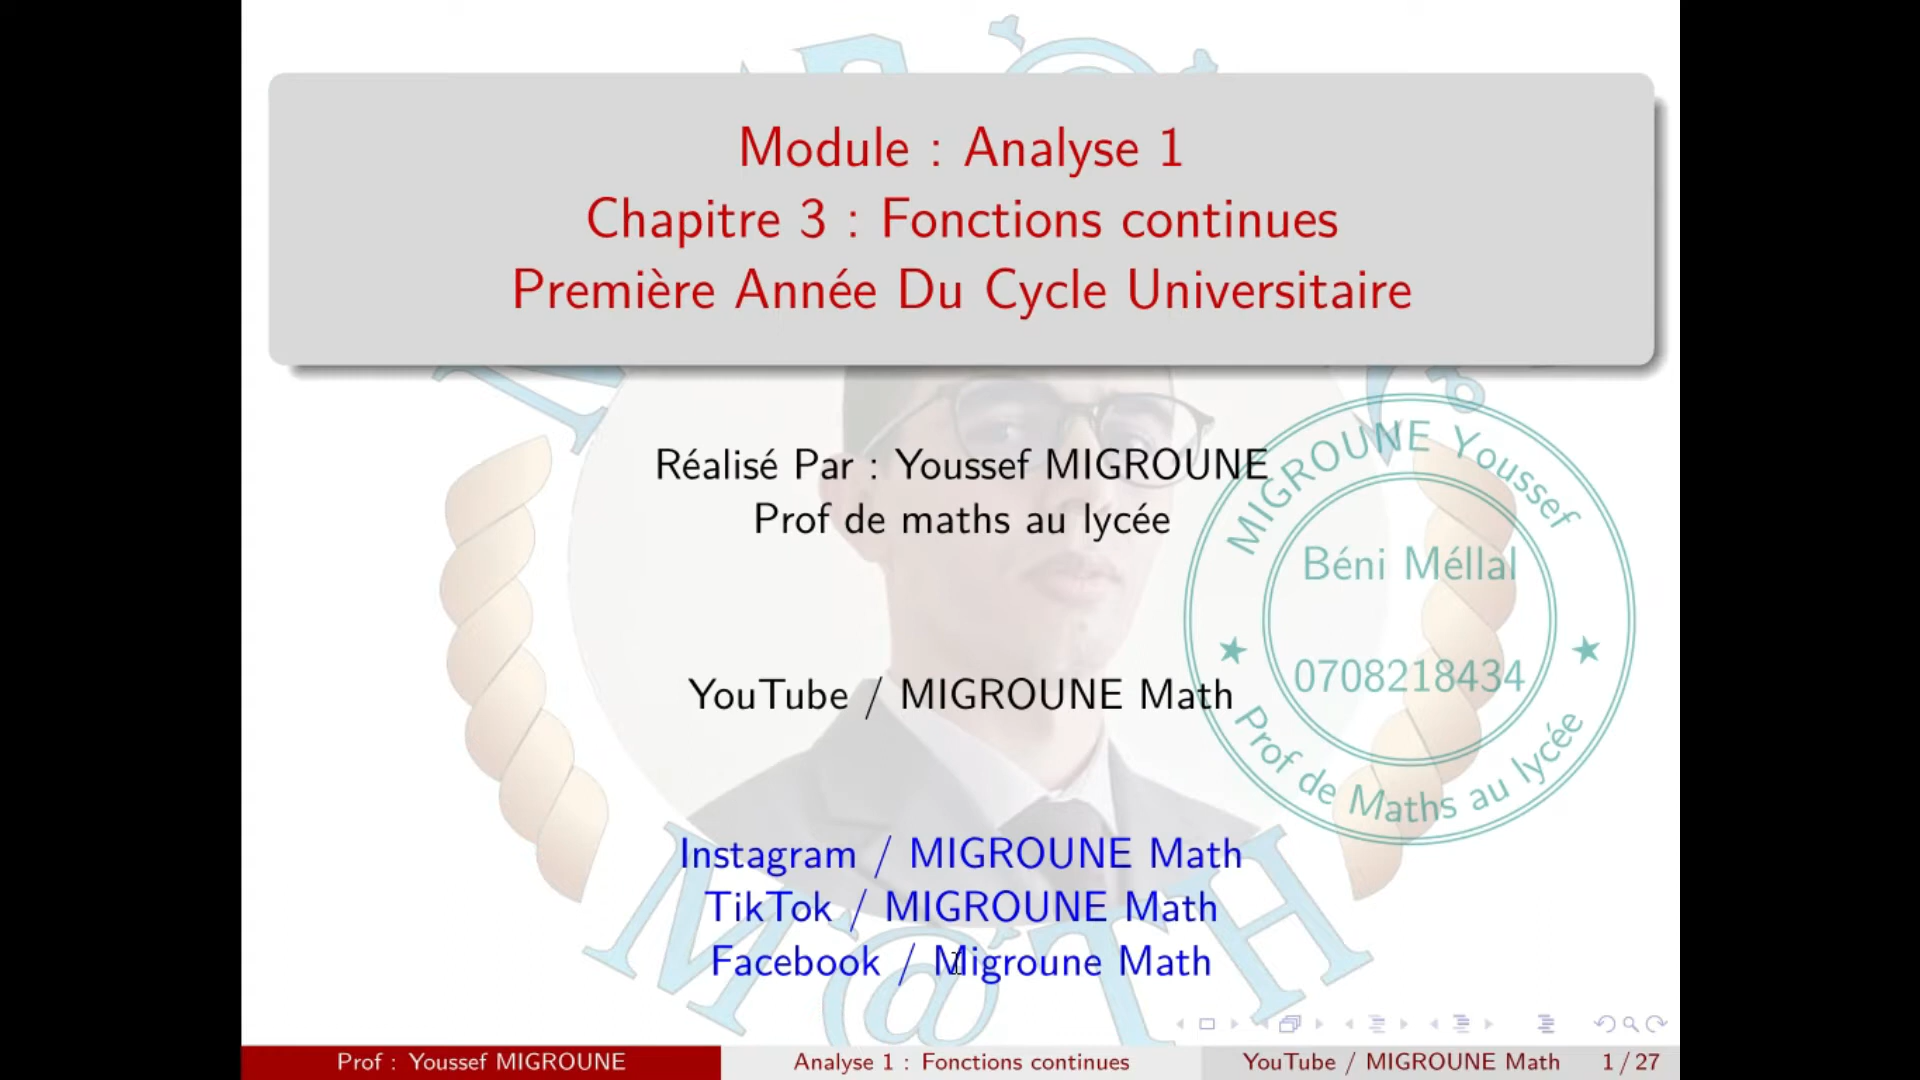 Module : Analyse 1
Chapitre 3 : Fonctions continues
Première Année Du Cycle Universitaire
Réalisé Par : Youssef MIGROUNE
Prof de maths au lycée
MIGROUNE Youssef
Béni Méllal
0708218434
Prof de Maths au lycée
YouTube / MIGROUNE Math
Instagram / MIGROUNE Math
TikTok / MIGROUNE Math
Facebook / Migroune Math
M@TH
Prof : Youssef MIGROUNE
Analyse 1 : Fonctions continues
YouTube / MIGROUNE Math
1 / 27